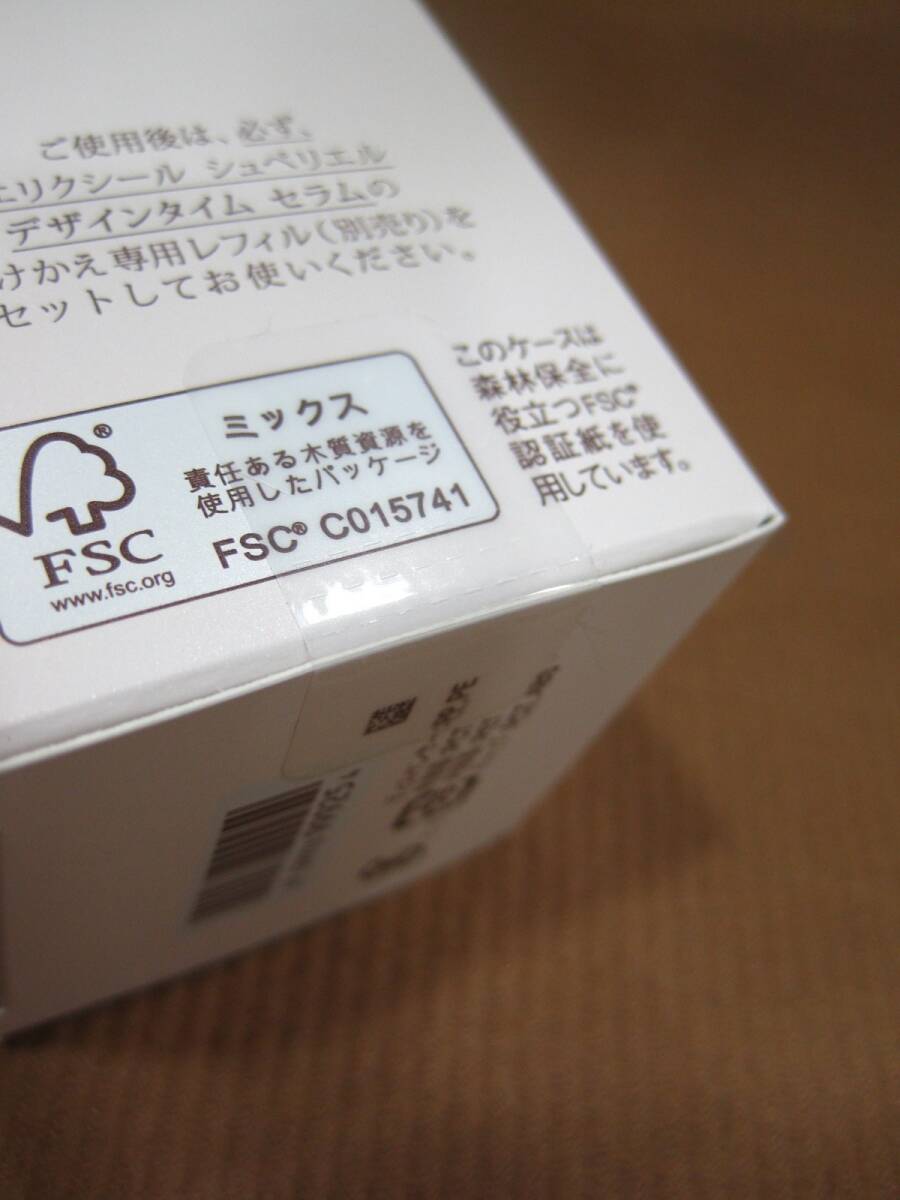 ご使用後は、必ず、
エリクシール シュペリエル
デザインタイム セラムの
けかえ専用レフィル(別売り)を
セットしてお使いください。
このケースは
森林保全に
役立つFSC®
認証紙を使
用しています。
®
FSC
www.fsc.org
ミックス
責任ある木質資源を
使用したパッケージ
FSC® C015741